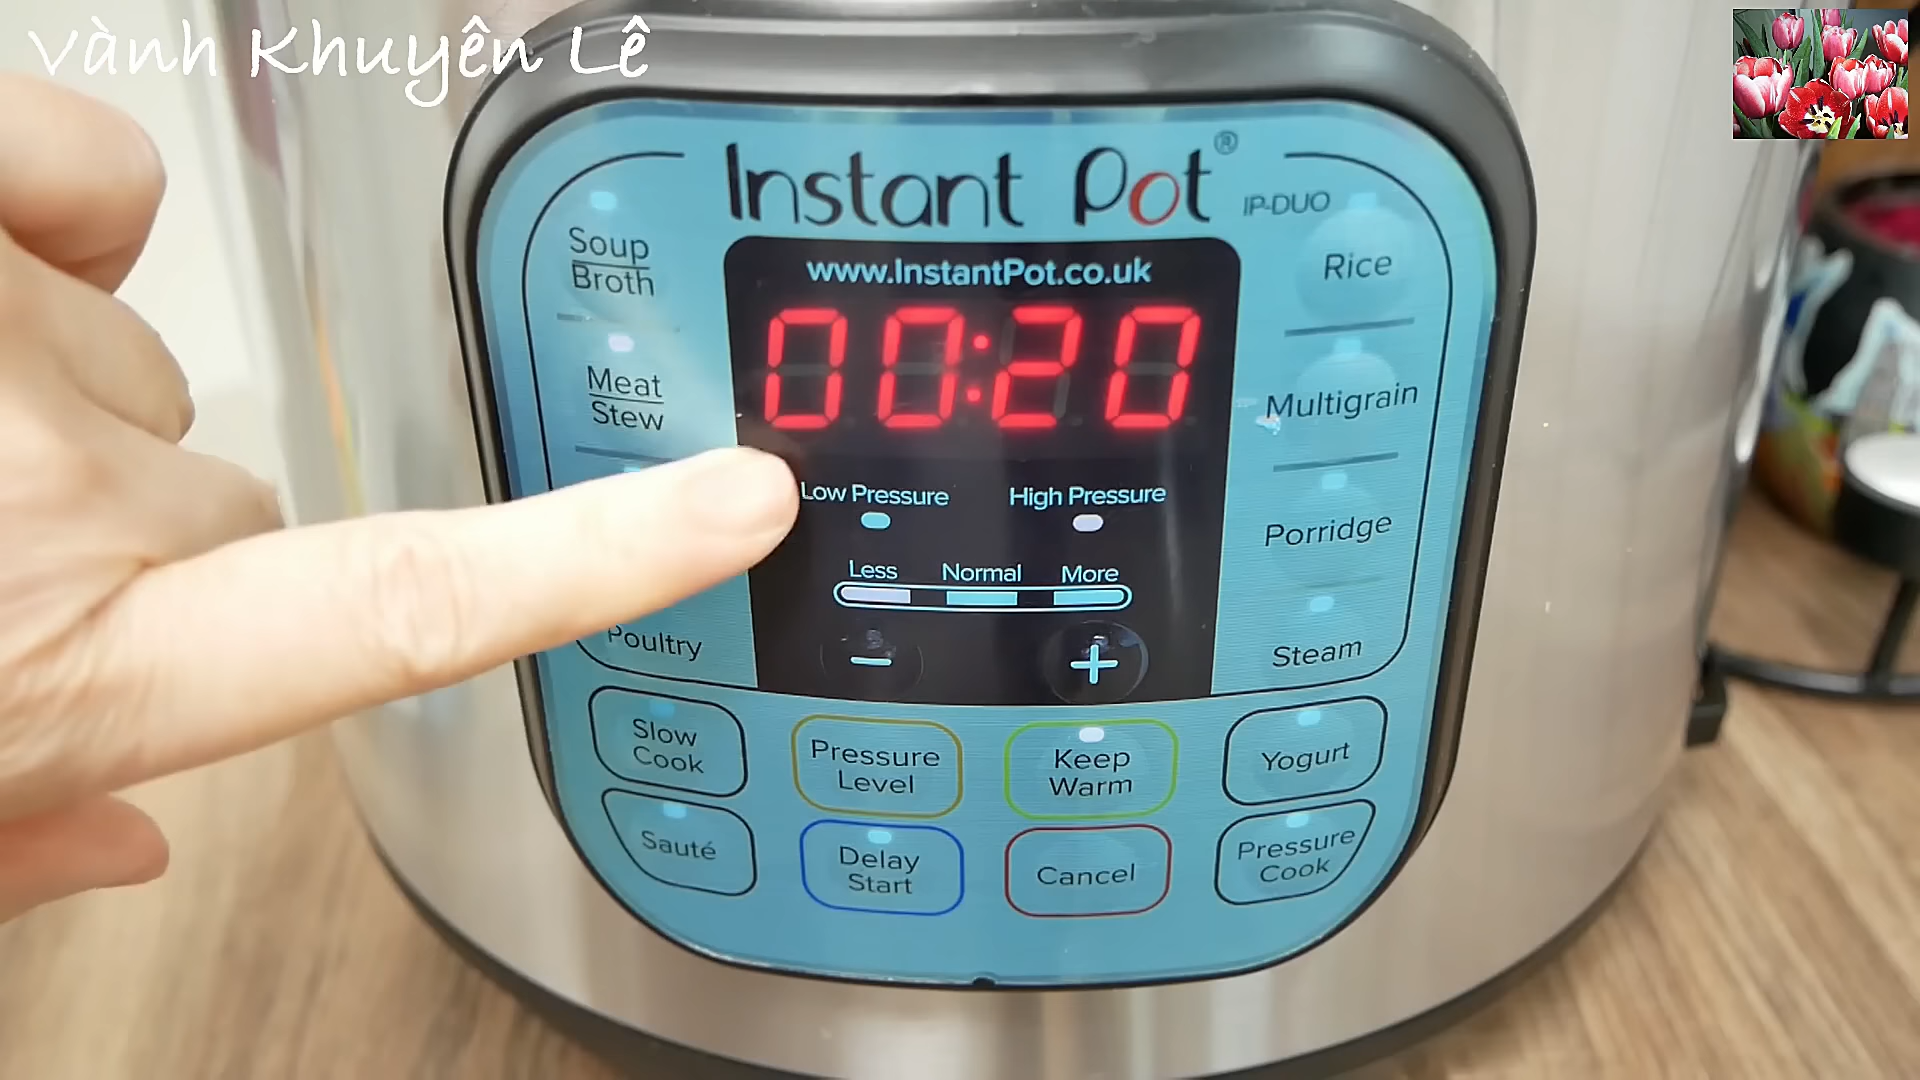 Vành Khuyên Lê
Instant Pot®
IP-DUO
www.InstantPot.co.uk
00:20
Soup
Broth
Meat
Stew
Poultry
Low Pressure
High Pressure
Less Normal More
− +
Rice
Multigrain
Porridge
Steam
Slow
Cook
Pressure
Level
Keep
Warm
Yogurt
Sauté
Delay
Start
Cancel
Pressure
Cook